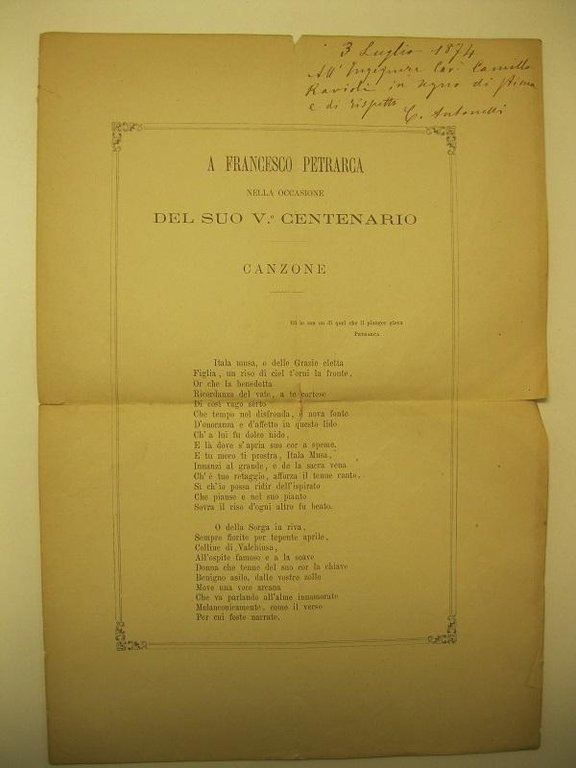 3 Luglio 1874
All' Ingegnere Cav. Camillo
Ravioli in segno di stima
e di rispetto
C. Antonelli
A FRANCESCO PETRARCA
NELLA OCCASIONE
DEL SUO V.º CENTENARIO
CANZONE
Ed io son un di quei che il pianger giova
PETRARCA.
Itala musa, o delle Grazie eletta
Figlia, un riso di ciel t'orni la fronte,
Or che la benedetta
Ricordanza del vate, a te cortese
Di così vago serto
Che tempo nol disfronda, è nova fonte
D'onoranza e d'affetto in questo lido
Ch' a lui fu dolce nido,
E là dove s'apria suo cor a speme.
E tu meco ti prostra, Itala Musa,
Innanzi al grande, e de la sacra vena
Ch' è tuo retaggio, afforza il tenue canto,
Sì ch'io possa ridir dell'ispirato
Che pianse e nel suo pianto
Sovra il riso d'ogni altro fu beato.
O della Sorga in riva,
Sempre fiorite per tepente aprile,
Colline di Valchiusa,
All'ospite famoso e a la soave
Donna che tenne del suo cor la chiave
Benigno asilo, dalle vostre zolle
Move una voce arcana
Che va parlando all'alme innamorate
Melanconicamente, come il verso
Per cui foste narrate.